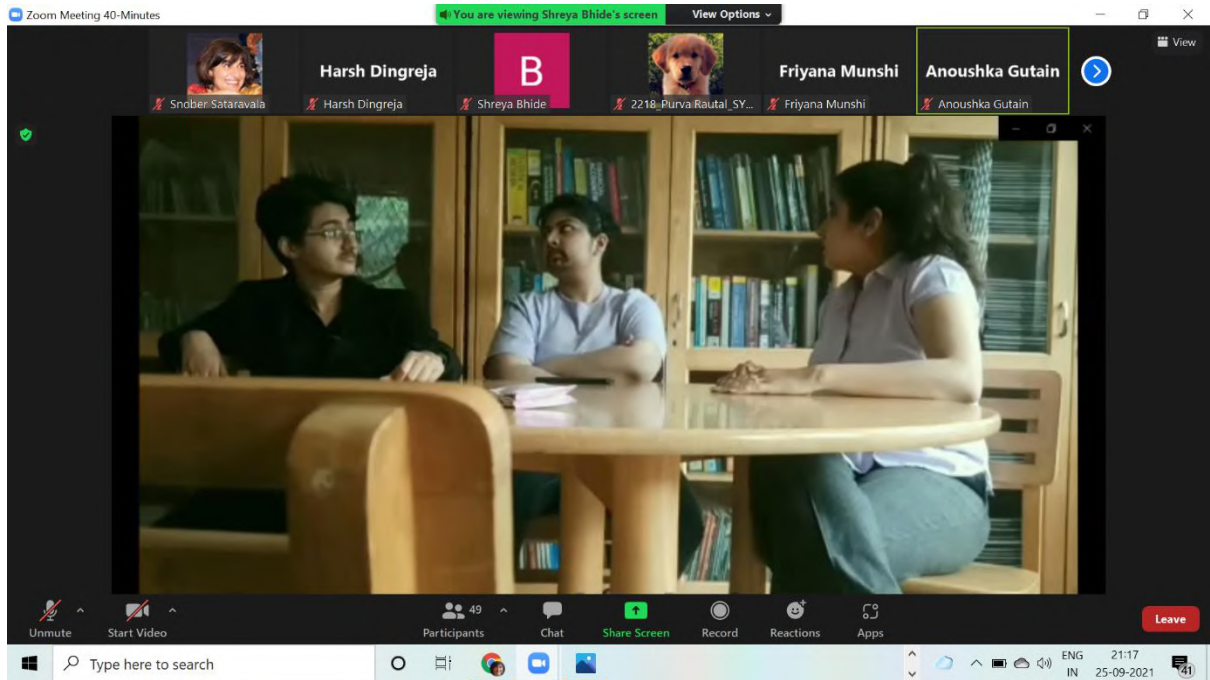 Zoom Meeting 40-Minutes
You are viewing Shreya Bhide's screen
View Options
View
Harsh Dingreja
B
Friyana Munshi
Anoushka Gutain
Snober Sataravala
Harsh Dingreja
Shreya Bhide
2218_Purva Rautal_SY...
Friyana Munshi
Anoushka Gutain
Unmute
Start Video
49
Participants
Chat
Share Screen
Record
Reactions
Apps
Leave
Type here to search
ENG
IN
21:17
25-09-2021
41